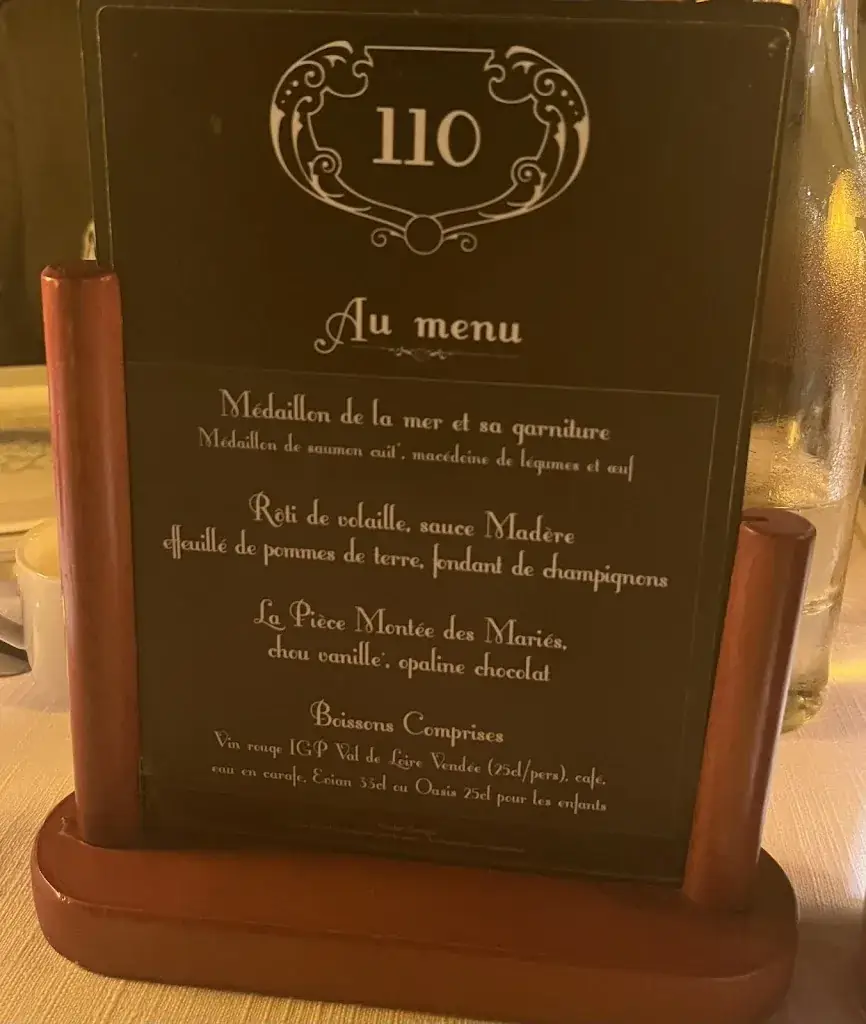 110
Au menu
Médaillon de la mer et sa garniture
Médaillon de saumon cuit*, macédoine de légumes et œuf
Rôti de volaille, sauce Madère
effeuillé de pommes de terre, fondant de champignons
La Pièce Montée des Mariés,
chou vanille*, opaline chocolat
Boissons Comprises
Vin rouge IGP Val de Loire Vendée (25cl/pers), café,
eau en carafe, Evian 33cl ou Oasis 25cl pour les enfants